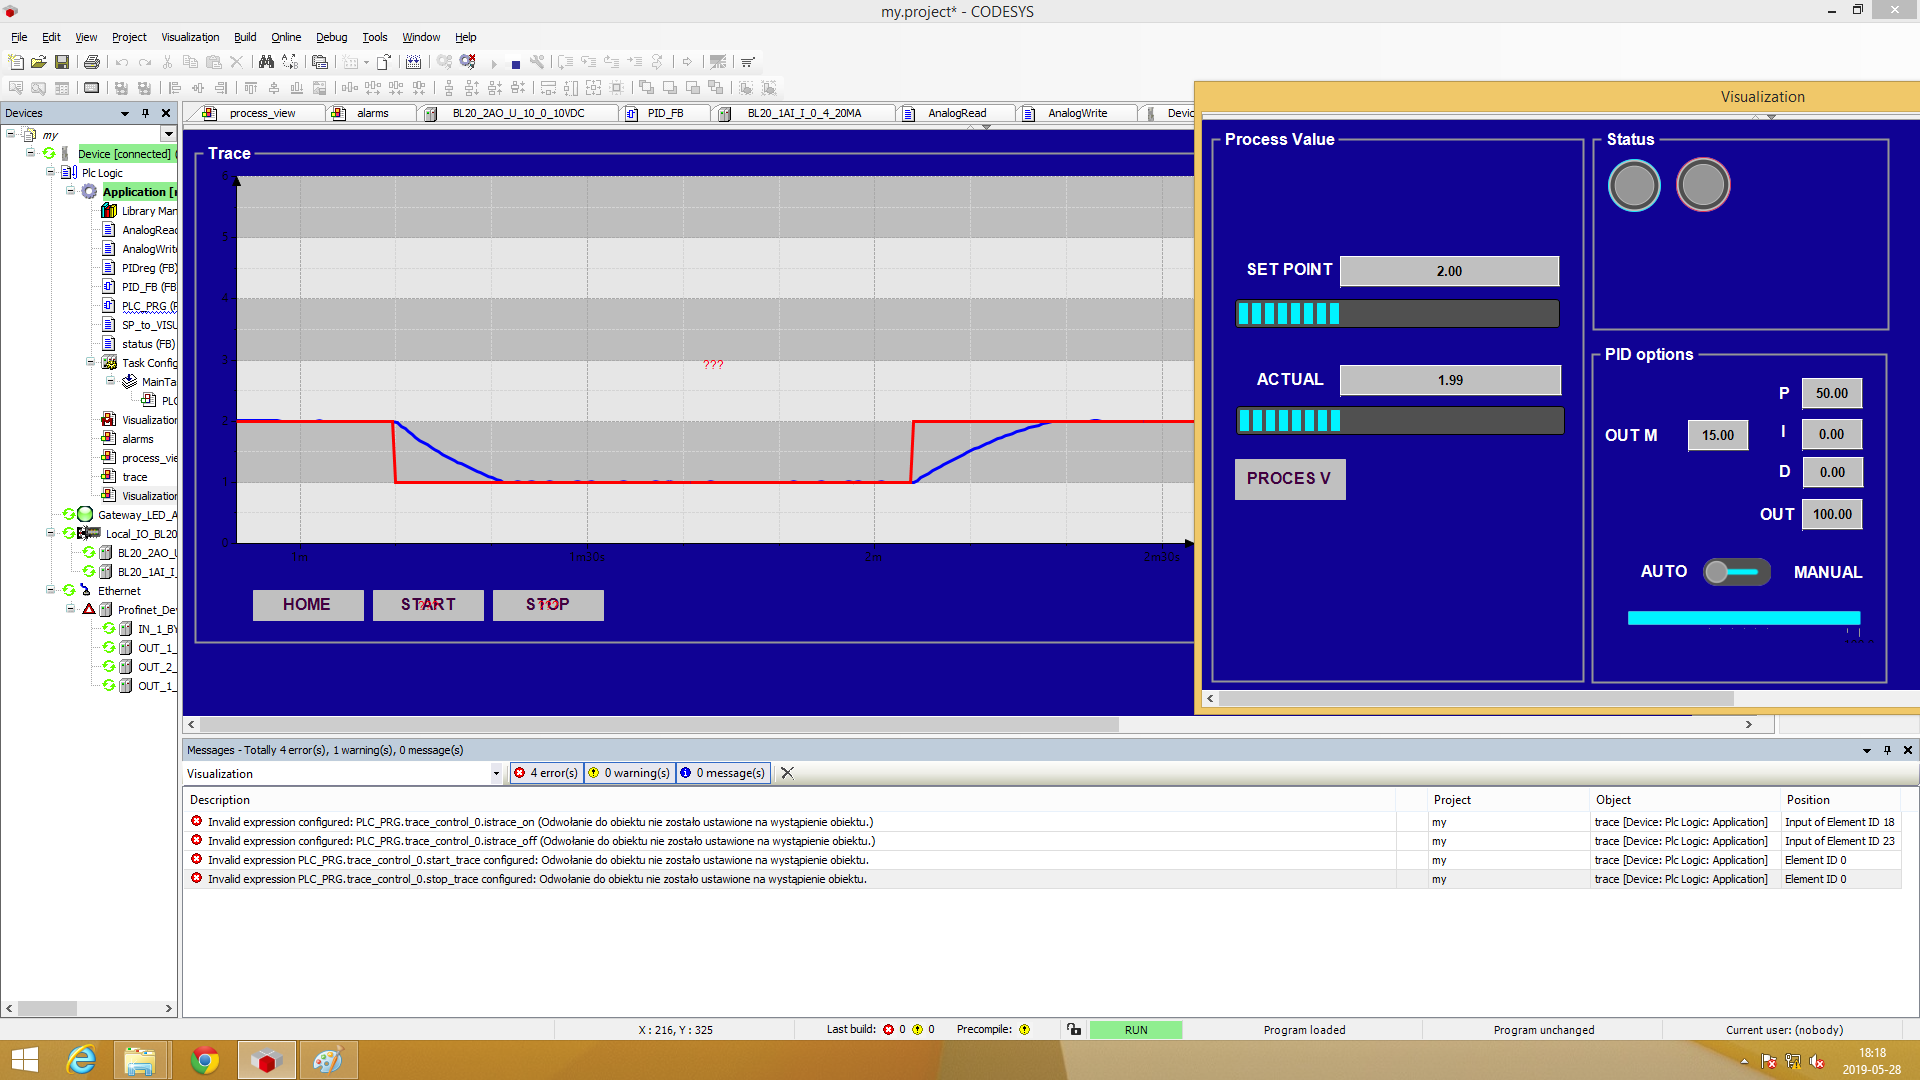 my.project* - CODESYS
File Edit View Project Visualization Build Online Debug Tools Window Help
Devices
process_view alarms BL20_2AO_U_10_0_10VDC PID_FB BL20_1AI_I_0_4_20MA AnalogRead AnalogWrite Devic
my
Device [connected] (
Plc Logic
Application [r
Library Man
AnalogRead
AnalogWrit
PIDreg (FB)
PID_FB (FB
PLC_PRG (P
SP_to_VISU
status (FB)
Task Config
MainTa
PLC
Visualization
alarms
process_vie
trace
Visualization
Gateway_LED_A
Local_IO_BL20
BL20_2AO_U
BL20_1AI_I_
Ethernet
Profinet_Dev
IN_1_BY
OUT_1_
OUT_2_
OUT_1_
Trace
6
5
4
3
2
1
0
???
1m 1m30s 2m 2m30s
HOME START STOP
Visualization
Process Value
SET POINT 2.00
ACTUAL 1.99
PROCES V
Status
PID options
P 50.00
OUT M 15.00 I 0.00
D 0.00
OUT 100.00
AUTO MANUAL
Messages - Totally 4 error(s), 1 warning(s), 0 message(s)
Visualization 4 error(s) 0 warning(s) 0 message(s)
Description Project Object Position
Invalid expression configured: PLC_PRG.trace_control_0.istrace_on (Odwołanie do obiektu nie zostało ustawione na wystąpienie obiektu.) my trace [Device: Plc Logic: Application] Input of Element ID 18
Invalid expression configured: PLC_PRG.trace_control_0.istrace_off (Odwołanie do obiektu nie zostało ustawione na wystąpienie obiektu.) my trace [Device: Plc Logic: Application] Input of Element ID 23
Invalid expression PLC_PRG.trace_control_0.start_trace configured: Odwołanie do obiektu nie zostało ustawione na wystąpienie obiektu. my trace [Device: Plc Logic: Application] Element ID 0
Invalid expression PLC_PRG.trace_control_0.stop_trace configured: Odwołanie do obiektu nie zostało ustawione na wystąpienie obiektu. my trace [Device: Plc Logic: Application] Element ID 0
X : 216, Y : 325 Last build: 0 0 Precompile: RUN Program loaded Program unchanged Current user: (nobody)
18:18
2019-05-28